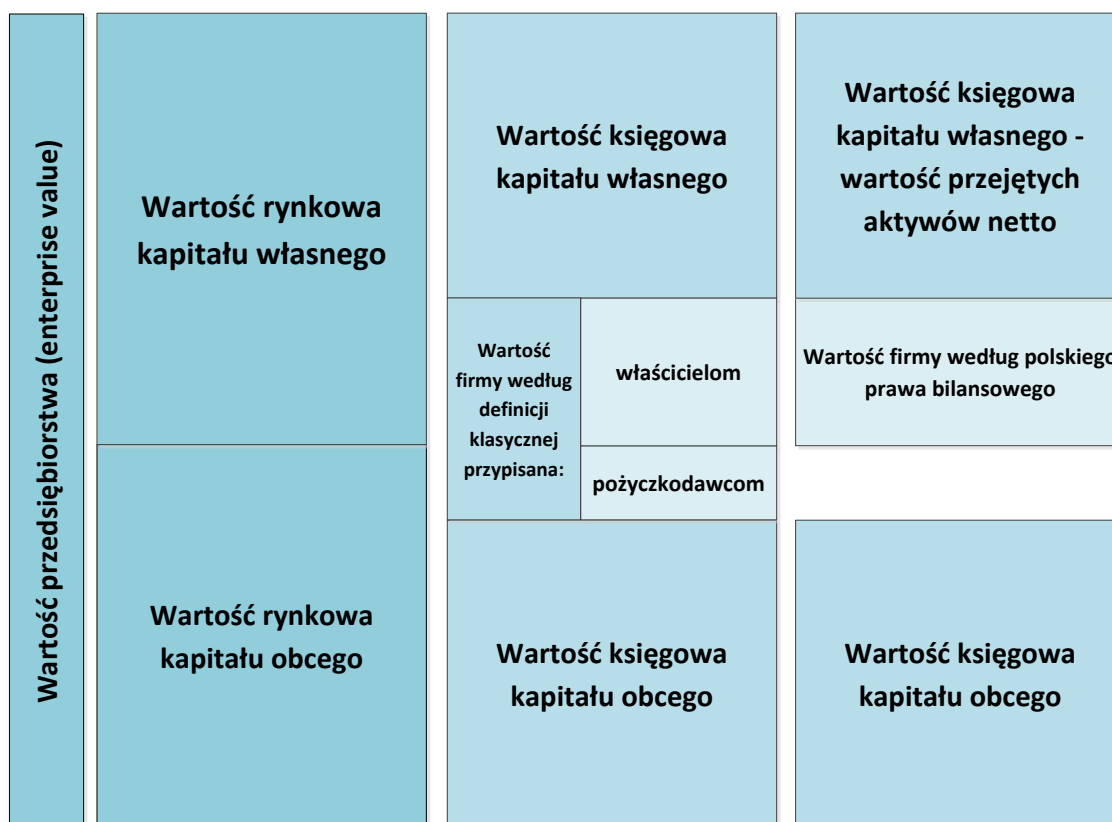 Wartość przedsiębiorstwa (enterprise value)
Wartość rynkowa
kapitału własnego
Wartość rynkowa
kapitału obcego
Wartość księgowa
kapitału własnego
Wartość
firmy według
definicji
klasycznej
przypisana:
właścicielom
pożyczkodawcom
Wartość księgowa
kapitału obcego
Wartość księgowa
kapitału własnego -
wartość przejętych
aktywów netto
Wartość firmy według polskiego
prawa bilansowego
Wartość księgowa
kapitału obcego